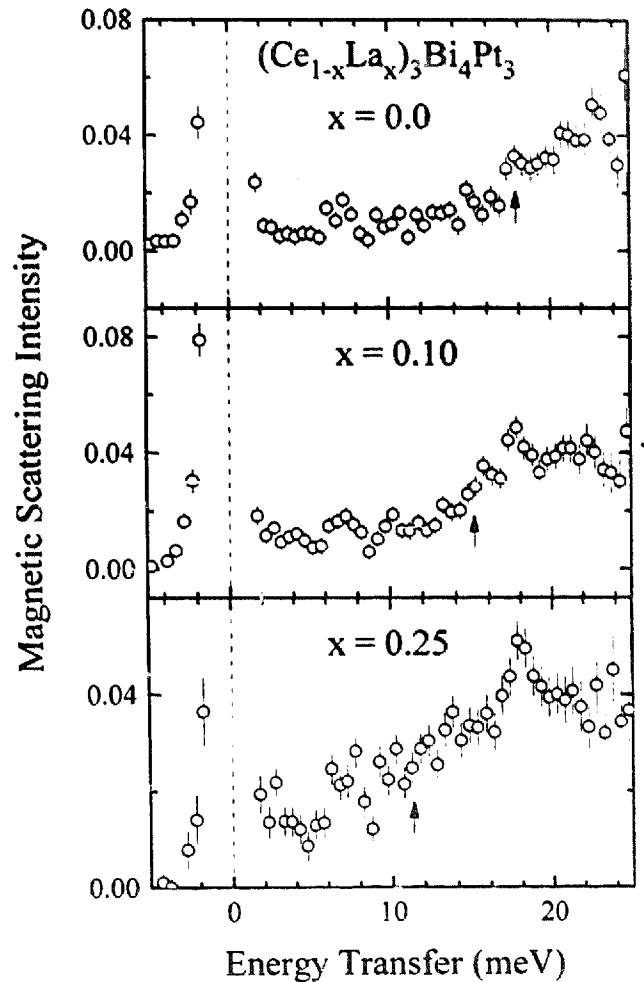 0.08
(Ce₁₋ₓLaₓ)₃Bi₄Pt₃
x = 0.0
0.04
0.00
0.08
x = 0.10
0.04
0.00
x = 0.25
0.04
0.00
0 10 20
Magnetic Scattering Intensity
Energy Transfer (meV)